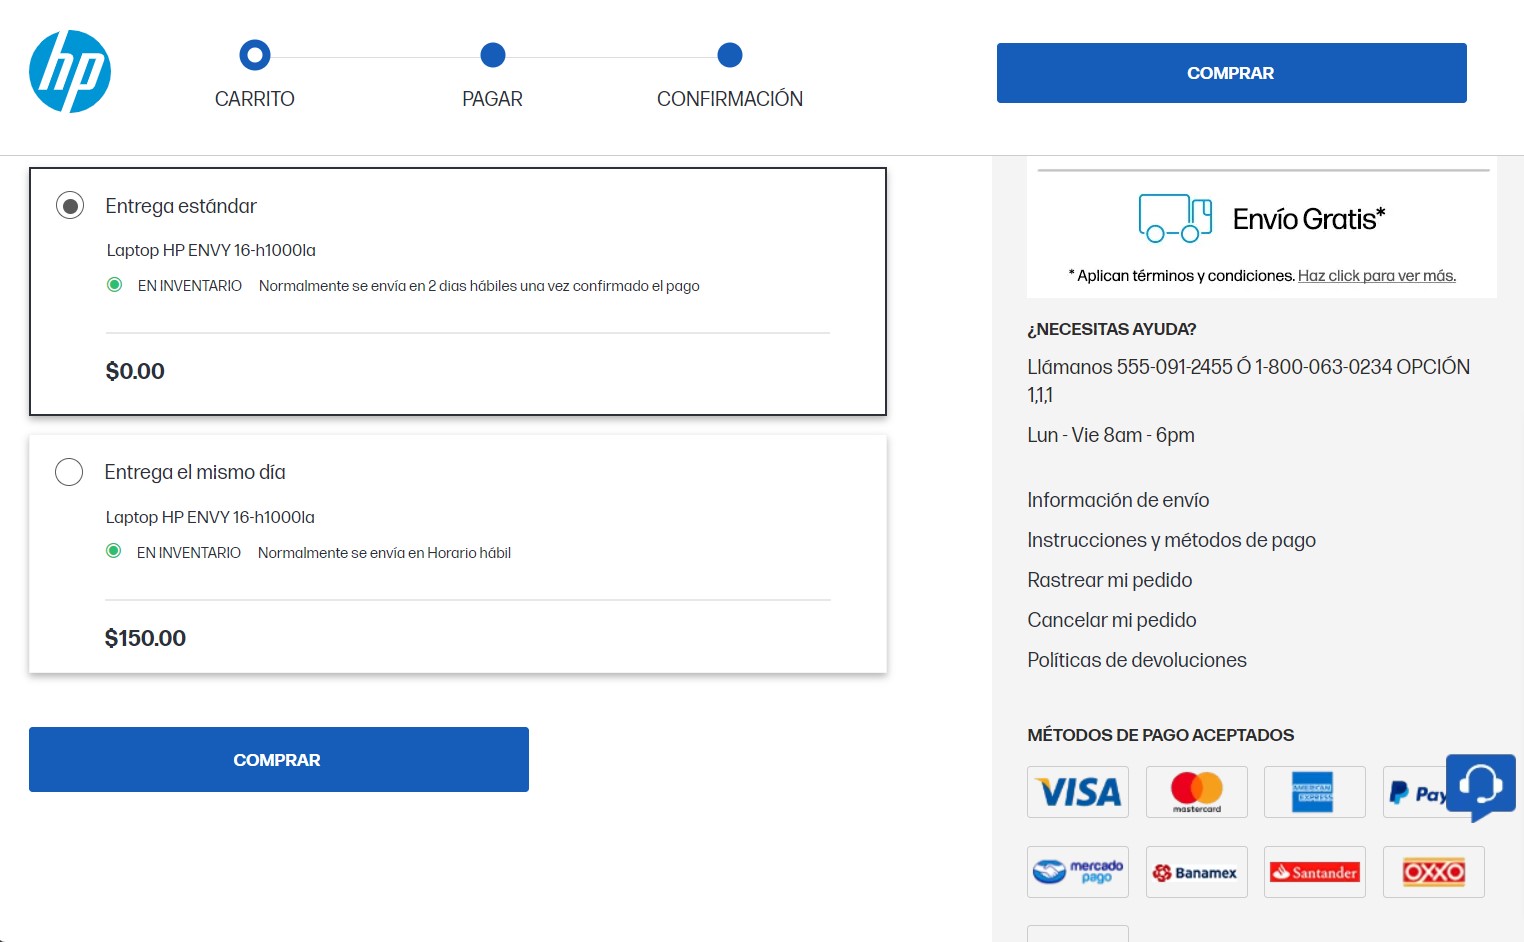 hp
CARRITO
PAGAR
CONFIRMACIÓN
COMPRAR
Entrega estándar
Laptop HP ENVY 16-h1000la
EN INVENTARIO Normalmente se envía en 2 dias hábiles una vez confirmado el pago
$0.00
Entrega el mismo día
Laptop HP ENVY 16-h1000la
EN INVENTARIO Normalmente se envía en Horario hábil
$150.00
COMPRAR
Envío Gratis*
* Aplican términos y condiciones. Haz click para ver más.
¿NECESITAS AYUDA?
Llámanos 555-091-2455 Ó 1-800-063-0234 OPCIÓN
1,1,1
Lun - Vie 8am - 6pm
Información de envío
Instrucciones y métodos de pago
Rastrear mi pedido
Cancelar mi pedido
Políticas de devoluciones
MÉTODOS DE PAGO ACEPTADOS
VISA
mastercard
AMERICAN
EXPRESS
Pay
mercado
pago
Banamex
Santander
OXXO